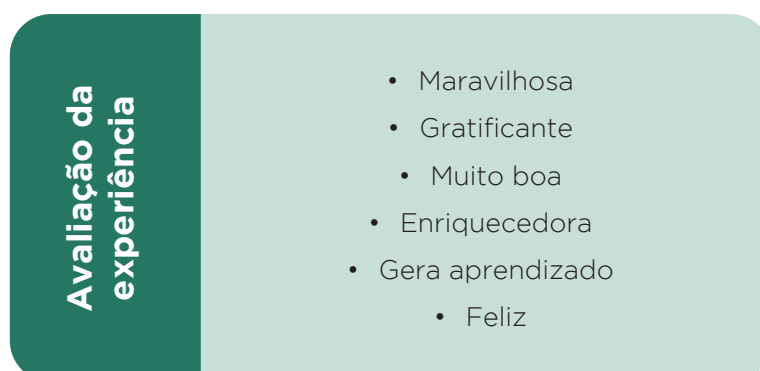 Avaliação da
experiência
• Maravilhosa
• Gratificante
• Muito boa
• Enriquecedora
• Gera aprendizado
• Feliz